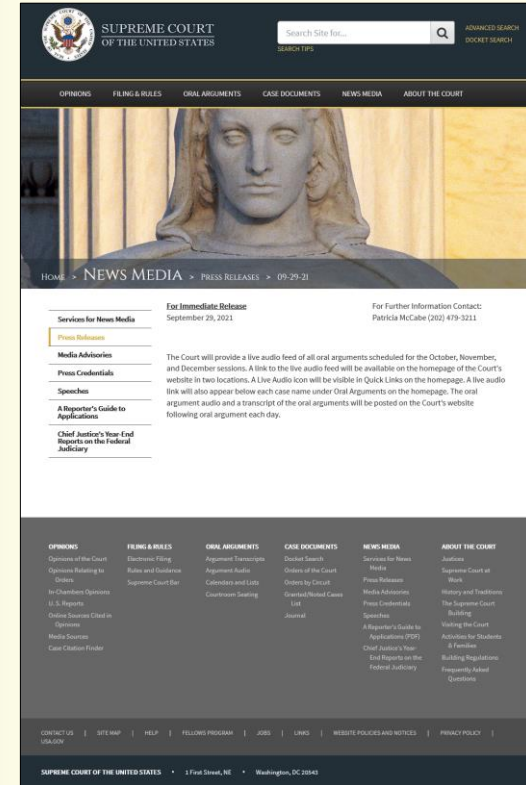 SUPREME COURT
OF THE UNITED STATES
Search Site for...
SEARCH TIPS
ADVANCED SEARCH
DOCKET SEARCH
OPINIONS FILING & RULES ORAL ARGUMENTS CASE DOCUMENTS NEWS MEDIA ABOUT THE COURT
HOME > NEWS MEDIA > PRESS RELEASES > 09-29-21
Services for News Media
Press Releases
Media Advisories
Press Credentials
Speeches
A Reporter's Guide to
Applications
Chief Justice's Year-End
Reports on the Federal
Judiciary
For Immediate Release
September 29, 2021
For Further Information Contact:
Patricia McCabe (202) 479-3211
The Court will provide a live audio feed of all oral arguments scheduled for the October, November,
and December sessions. A link to the live audio feed will be available on the homepage of the Court's
website in two locations. A Live Audio icon will be visible in Quick Links on the homepage. A live audio
link will also appear below each case name under Oral Arguments on the homepage. The oral
argument audio and a transcript of the oral arguments will be posted on the Court's website
following oral argument each day.
OPINIONS
Opinions of the Court
Opinions Relating to
Orders
In-Chambers Opinions
U. S. Reports
Online Sources Cited in
Opinions
Media Sources
Case Citation Finder
FILING & RULES
Electronic Filing
Rules and Guidance
Supreme Court Bar
ORAL ARGUMENTS
Argument Transcripts
Argument Audio
Calendars and Lists
Courtroom Seating
CASE DOCUMENTS
Docket Search
Orders of the Court
Orders by Circuit
Granted/Noted Cases
List
Journal
NEWS MEDIA
Services for News
Media
Press Releases
Media Advisories
Press Credentials
Speeches
A Reporter's Guide to
Applications (PDF)
Chief Justice's Year-
End Reports on the
Federal Judiciary
ABOUT THE COURT
Justices
Supreme Court at
Work
History and Traditions
The Supreme Court
Building
Visiting the Court
Activities for Students
& Families
Building Regulations
Frequently Asked
Questions
CONTACT US | SITE MAP | HELP | FELLOWS PROGRAM | JOBS | LINKS | WEBSITE POLICIES AND NOTICES | PRIVACY POLICY |
USA.GOV
SUPREME COURT OF THE UNITED STATES • 1 First Street, NE • Washington, DC 20543